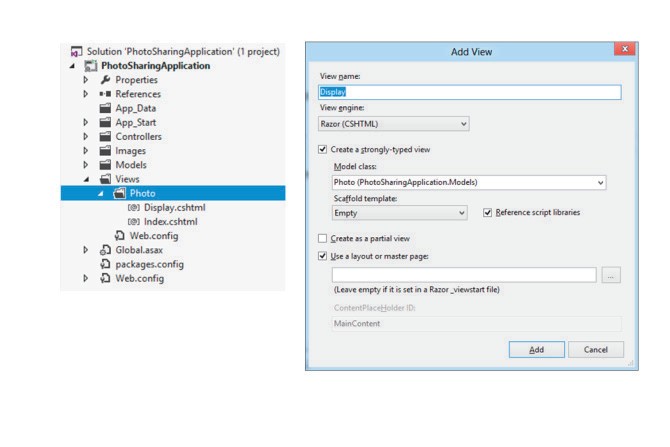 Solution 'PhotoSharingApplication' (1 project)
PhotoSharingApplication
Properties
References
App_Data
App_Start
Controllers
Images
Models
Views
Photo
[@] Display.cshtml
[@] Index.cshtml
Web.config
Global.asax
packages.config
Web.config
Add View
x
View name:
Display
View engine:
Razor (CSHTML)
Create a strongly-typed view
Model class:
Photo (PhotoSharingApplication.Models)
Scaffold template:
Empty
Reference script libraries
Create as a partial view
Use a layout or master page:
...
(Leave empty if it is set in a Razor _viewstart file)
ContentPlaceHolder ID:
MainContent
Add
Cancel